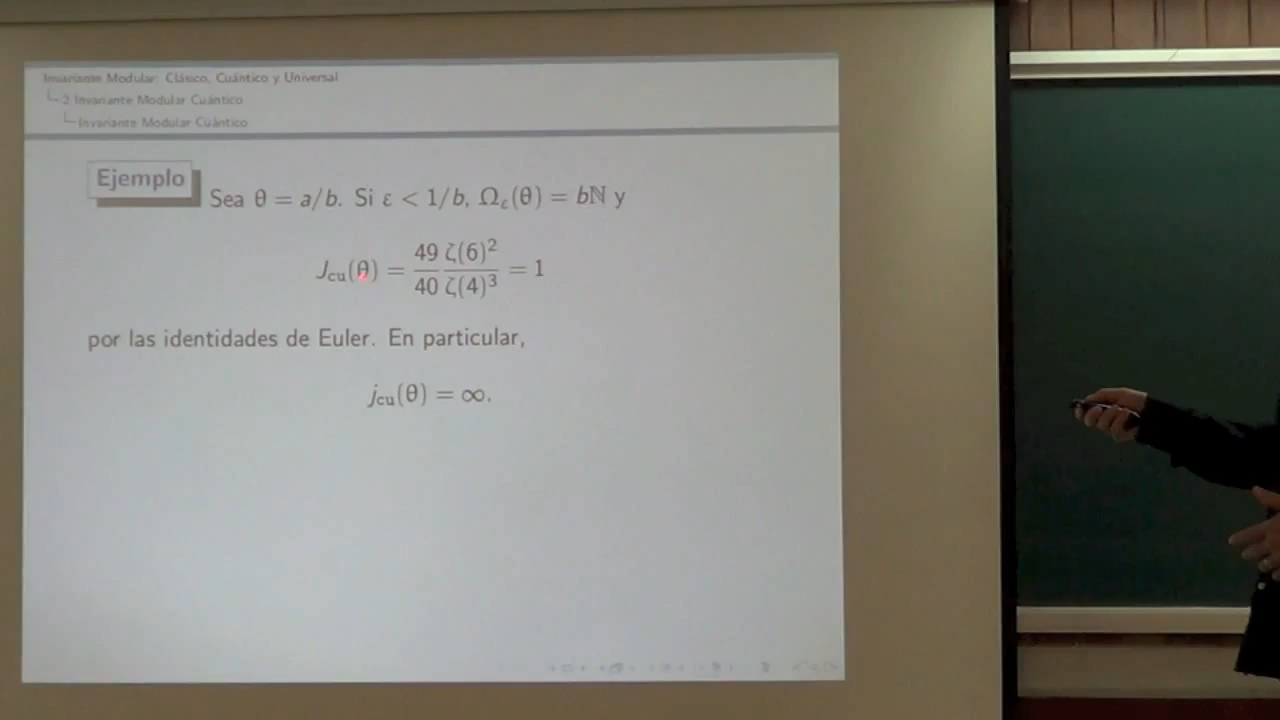 Invariante Modular: Clásico, Cuántico y Universal
2 Invariante Modular Cuántico
Invariante Modular Cuántico
Ejemplo
Sea θ = a/b. Si ε < 1/b, Ω_ε(θ) = bℕ y
J_cu(θ) = 49/40 ζ(6)²/ζ(4)³ = 1
por las identidades de Euler. En particular,
j_cu(θ) = ∞.